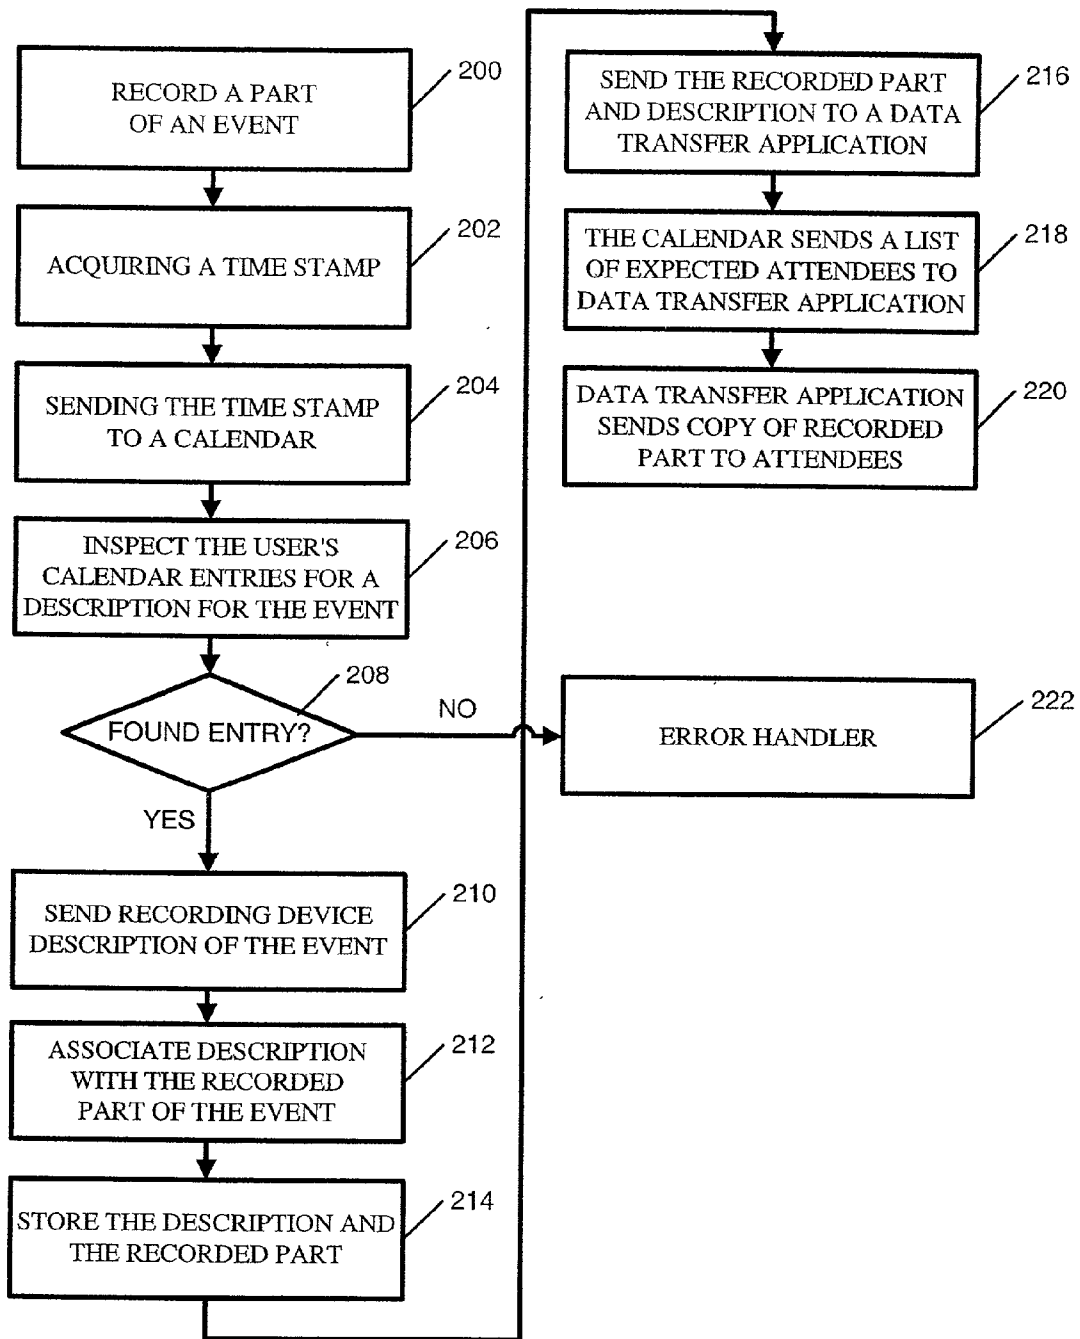 RECORD A PART
OF AN EVENT
200
ACQUIRING A TIME STAMP
202
SENDING THE TIME STAMP
TO A CALENDAR
204
INSPECT THE USER'S
CALENDAR ENTRIES FOR A
DESCRIPTION FOR THE EVENT
206
FOUND ENTRY?
208
NO
YES
SEND RECORDING DEVICE
DESCRIPTION OF THE EVENT
210
ASSOCIATE DESCRIPTION
WITH THE RECORDED
PART OF THE EVENT
212
STORE THE DESCRIPTION AND
THE RECORDED PART
214
SEND THE RECORDED PART
AND DESCRIPTION TO A DATA
TRANSFER APPLICATION
216
THE CALENDAR SENDS A LIST
OF EXPECTED ATTENDEES TO
DATA TRANSFER APPLICATION
218
DATA TRANSFER APPLICATION
SENDS COPY OF RECORDED
PART TO ATTENDEES
220
ERROR HANDLER
222